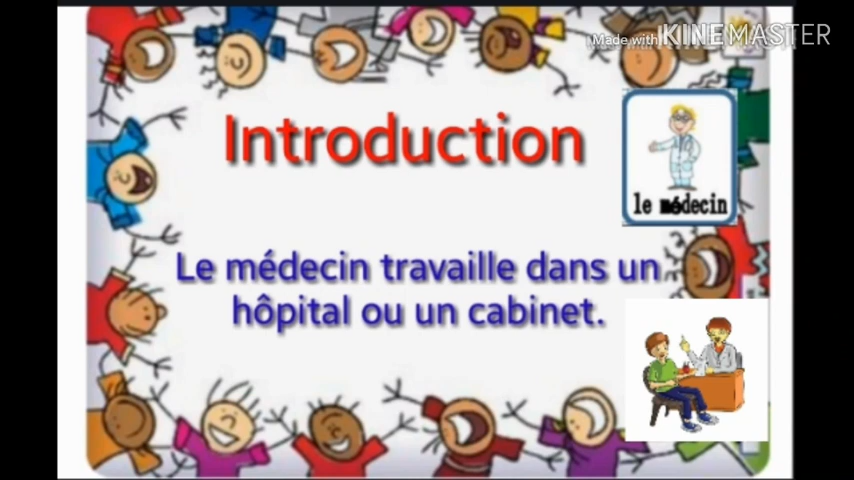 Made with KINEMASTER
Introduction
le médecin
Le médecin travaille dans un
hôpital ou un cabinet.